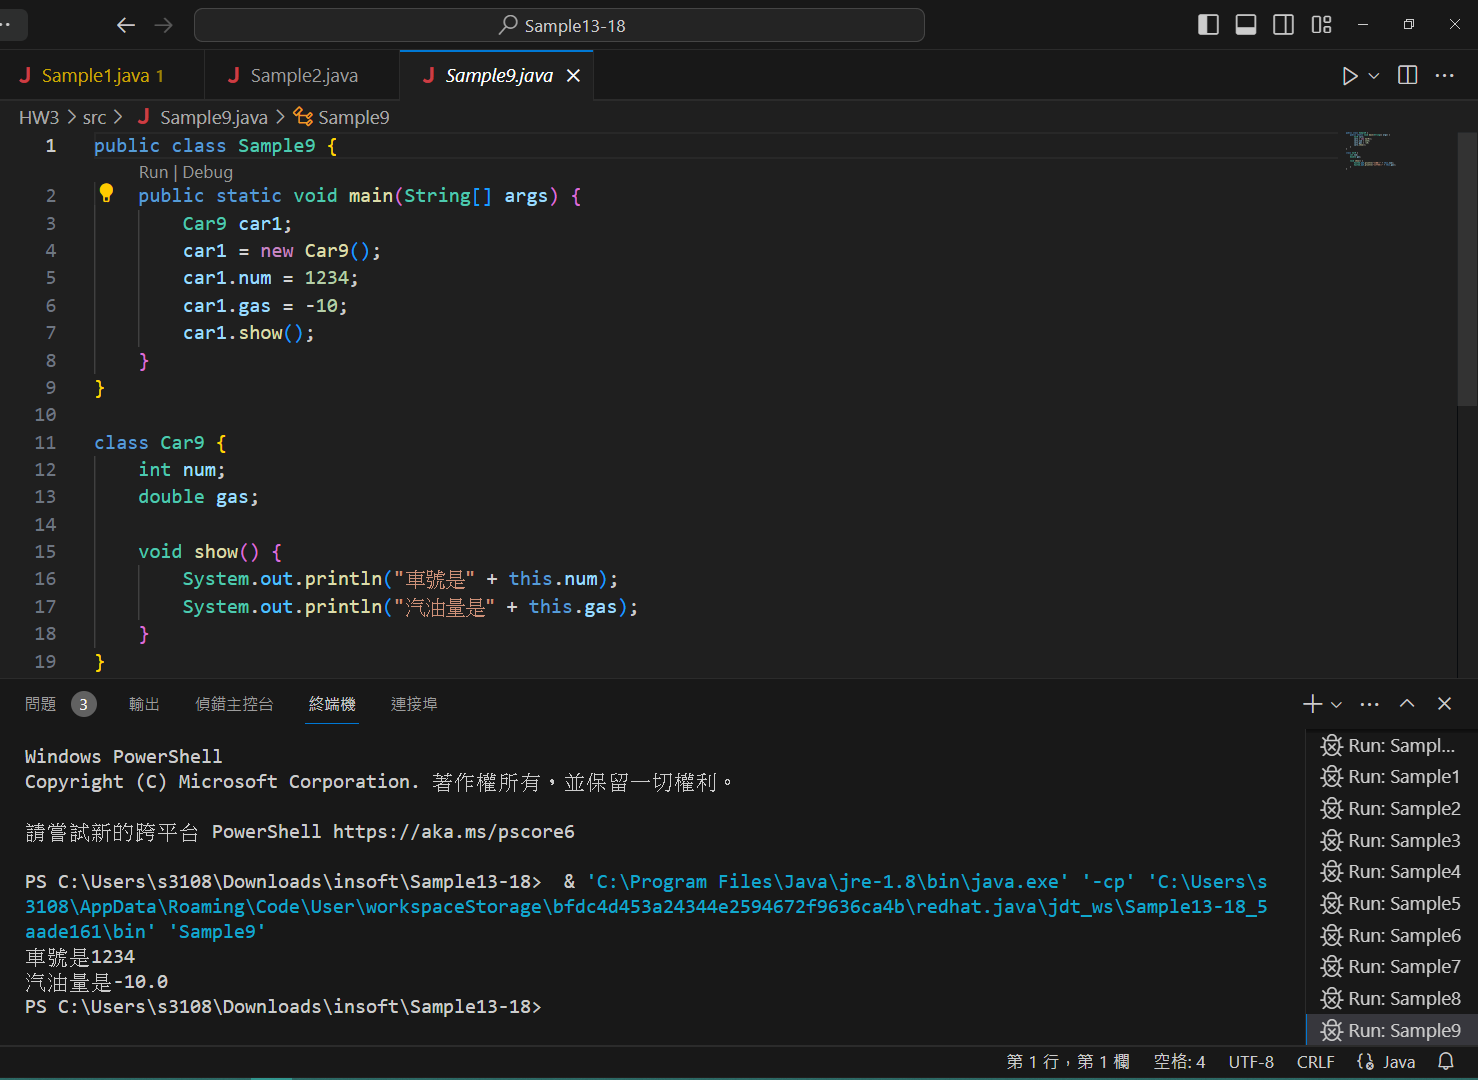 Sample13-18
Sample1.java 1
Sample2.java
Sample9.java
HW3 > src > Sample9.java > Sample9
1 public class Sample9 {
Run | Debug
2 public static void main(String[] args) {
3 Car9 car1;
4 car1 = new Car9();
5 car1.num = 1234;
6 car1.gas = -10;
7 car1.show();
8 }
9 }
10
11 class Car9 {
12 int num;
13 double gas;
14
15 void show() {
16 System.out.println("車號是" + this.num);
17 System.out.println("汽油量是" + this.gas);
18 }
19 }
問題 3 輸出 偵錯主控台 終端機 連接埠
Windows PowerShell
Copyright (C) Microsoft Corporation. 著作權所有，並保留一切權利。
請嘗試新的跨平台 PowerShell https://aka.ms/pscore6
PS C:\Users\s3108\Downloads\insoft\Sample13-18>  & 'C:\Program Files\Java\jre-1.8\bin\java.exe' '-cp' 'C:\Users\s
3108\AppData\Roaming\Code\User\workspaceStorage\bfdc4d453a24344e2594672f9636ca4b\redhat.java\jdt_ws\Sample13-18_5
aade161\bin' 'Sample9'
車號是1234
汽油量是-10.0
PS C:\Users\s3108\Downloads\insoft\Sample13-18>
Run: Sampl...
Run: Sample1
Run: Sample2
Run: Sample3
Run: Sample4
Run: Sample5
Run: Sample6
Run: Sample7
Run: Sample8
Run: Sample9
第 1 行，第 1 欄 空格: 4 UTF-8 CRLF Java